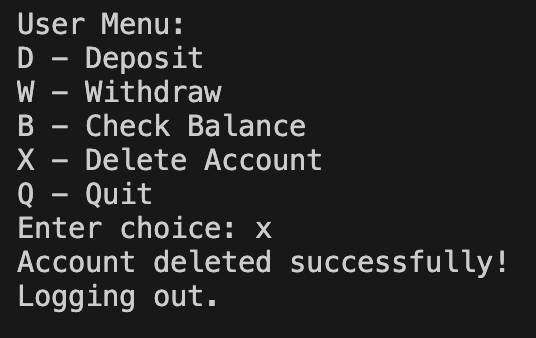 User Menu:
D – Deposit
W – Withdraw
B – Check Balance
X – Delete Account
Q – Quit
Enter choice: x
Account deleted successfully!
Logging out.